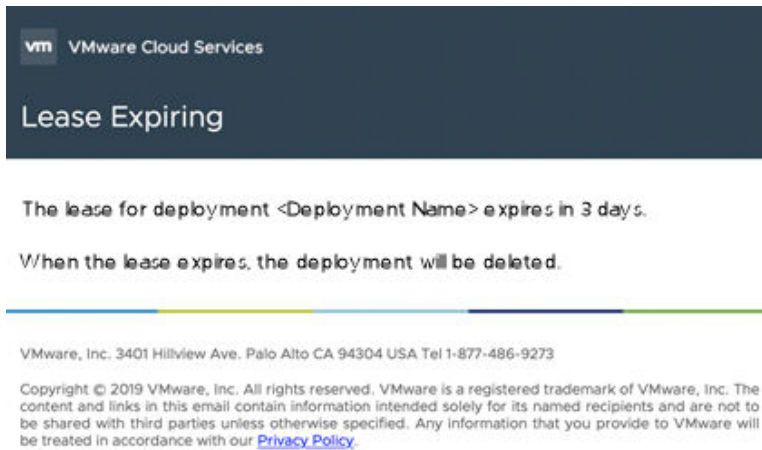 vm VMware Cloud Services
Lease Expiring
The lease for deployment <Deployment Name> expires in 3 days.
When the lease expires, the deployment will be deleted.
VMware, Inc. 3401 Hillview Ave. Palo Alto CA 94304 USA Tel 1-877-486-9273
Copyright © 2019 VMware, Inc. All rights reserved. VMware is a registered trademark of VMware, Inc. The
content and links in this email contain information intended solely for its named recipients and are not to
be shared with third parties unless otherwise specified. Any information that you provide to VMware will
be treated in accordance with our Privacy Policy.